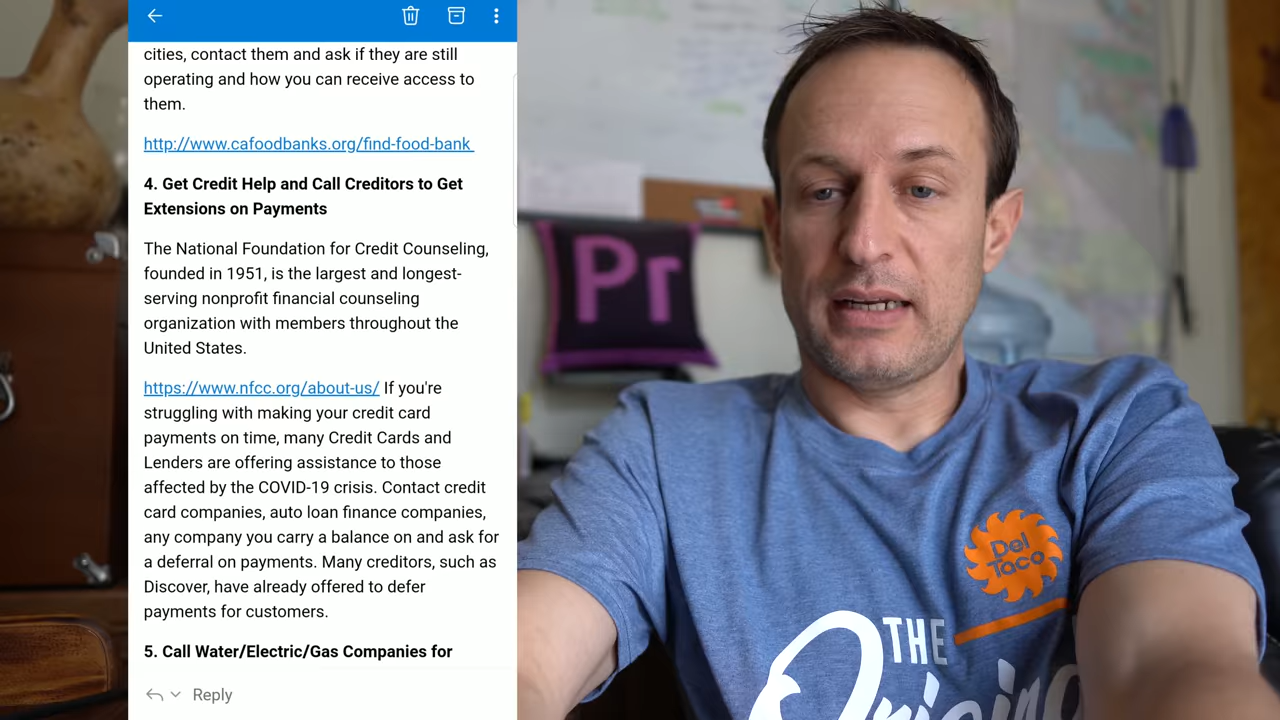 cities, contact them and ask if they are still
operating and how you can receive access to
them.
http://www.cafoodbanks.org/find-food-bank
4. Get Credit Help and Call Creditors to Get
Extensions on Payments
The National Foundation for Credit Counseling,
founded in 1951, is the largest and longest-
serving nonprofit financial counseling
organization with members throughout the
United States.
https://www.nfcc.org/about-us/ If you're
struggling with making your credit card
payments on time, many Credit Cards and
Lenders are offering assistance to those
affected by the COVID-19 crisis. Contact credit
card companies, auto loan finance companies,
any company you carry a balance on and ask for
a deferral on payments. Many creditors, such as
Discover, have already offered to defer
payments for customers.
5. Call Water/Electric/Gas Companies for
Reply
Pr
Del
Taco
THE